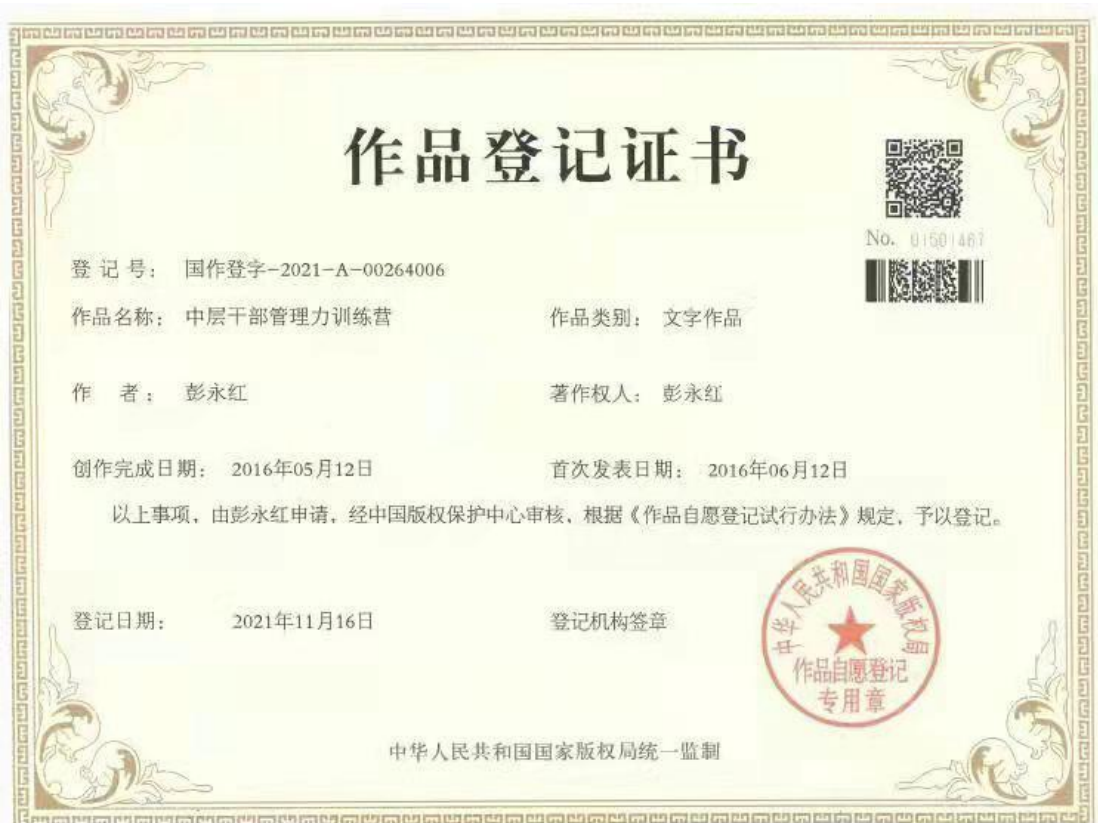 作品登记证书
No. 01501467
登 记 号： 国作登字-2021-A-00264006
作品名称： 中层干部管理力训练营 作品类别： 文字作品
作 者： 彭永红 著作权人： 彭永红
创作完成日期： 2016年05月12日 首次发表日期： 2016年06月12日
以上事项，由彭永红申请，经中国版权保护中心审核，根据《作品自愿登记试行办法》规定，予以登记。
登记日期： 2021年11月16日 登记机构签章
中华人民共和国国家版权局
作品自愿登记
专用章
中华人民共和国国家版权局统一监制